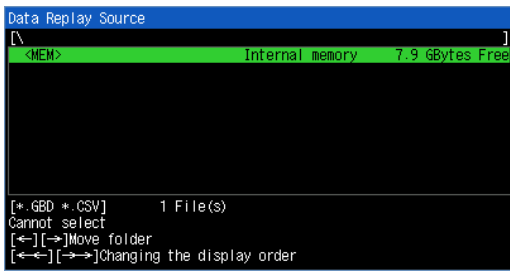 Data Replay Source
[\ ]
<MEM> Internal memory 7.9 GBytes Free
[*.GBD *.CSV] 1 File(s)
Cannot select
[←][→]Move folder
[←←][→→]Changing the display order